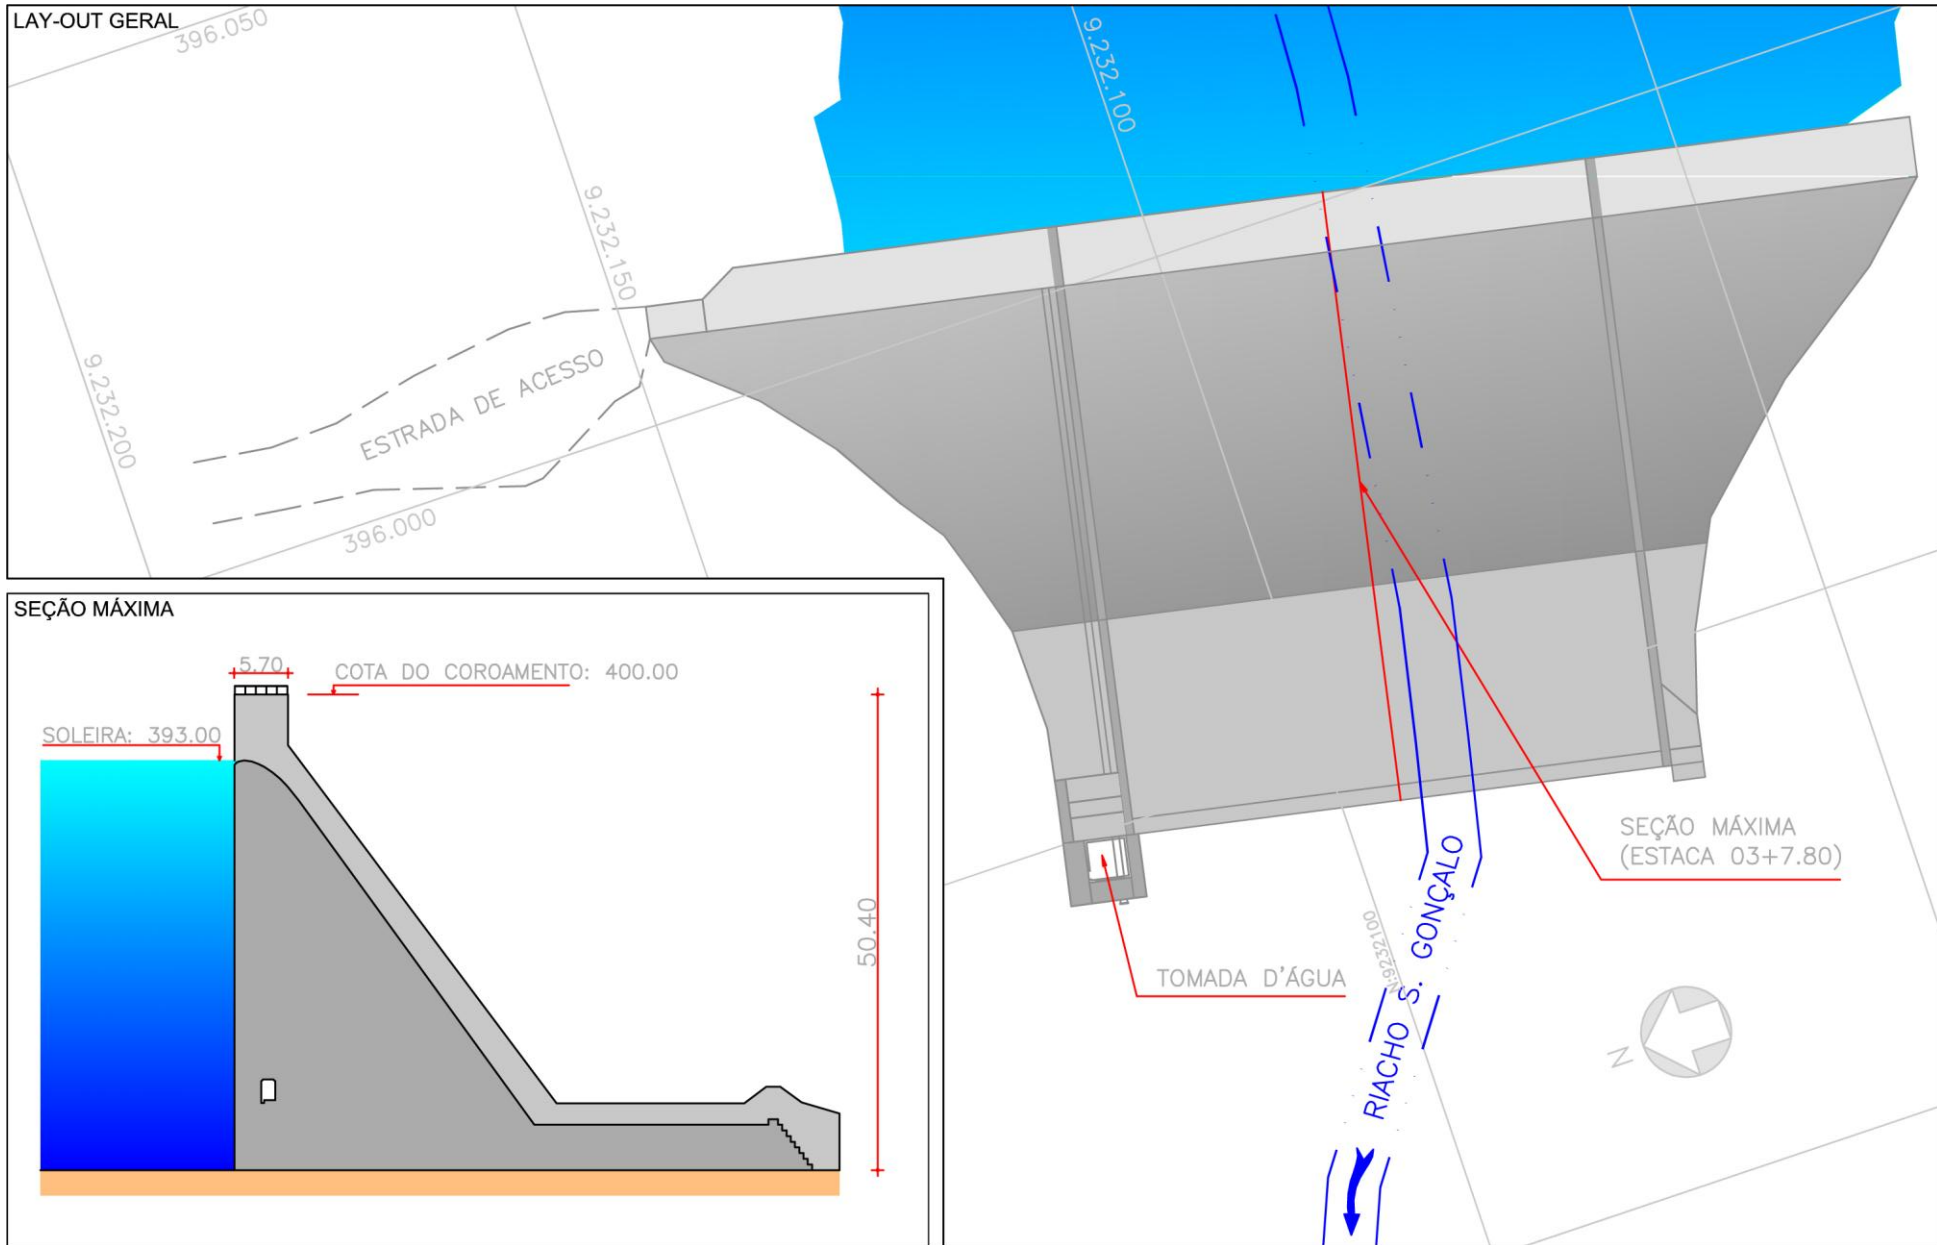 LAY-OUT GERAL
396.050
9.232.100
9.232.150
9.232.200
ESTRADA DE ACESSO
396.000
SEÇÃO MÁXIMA
5.70
COTA DO COROAMENTO: 400.00
SOLEIRA: 393.00
50.40
SEÇÃO MÁXIMA
(ESTACA 03+7.80)
TOMADA D'ÁGUA
RIACHO S. GONÇALO
N:9232100
N